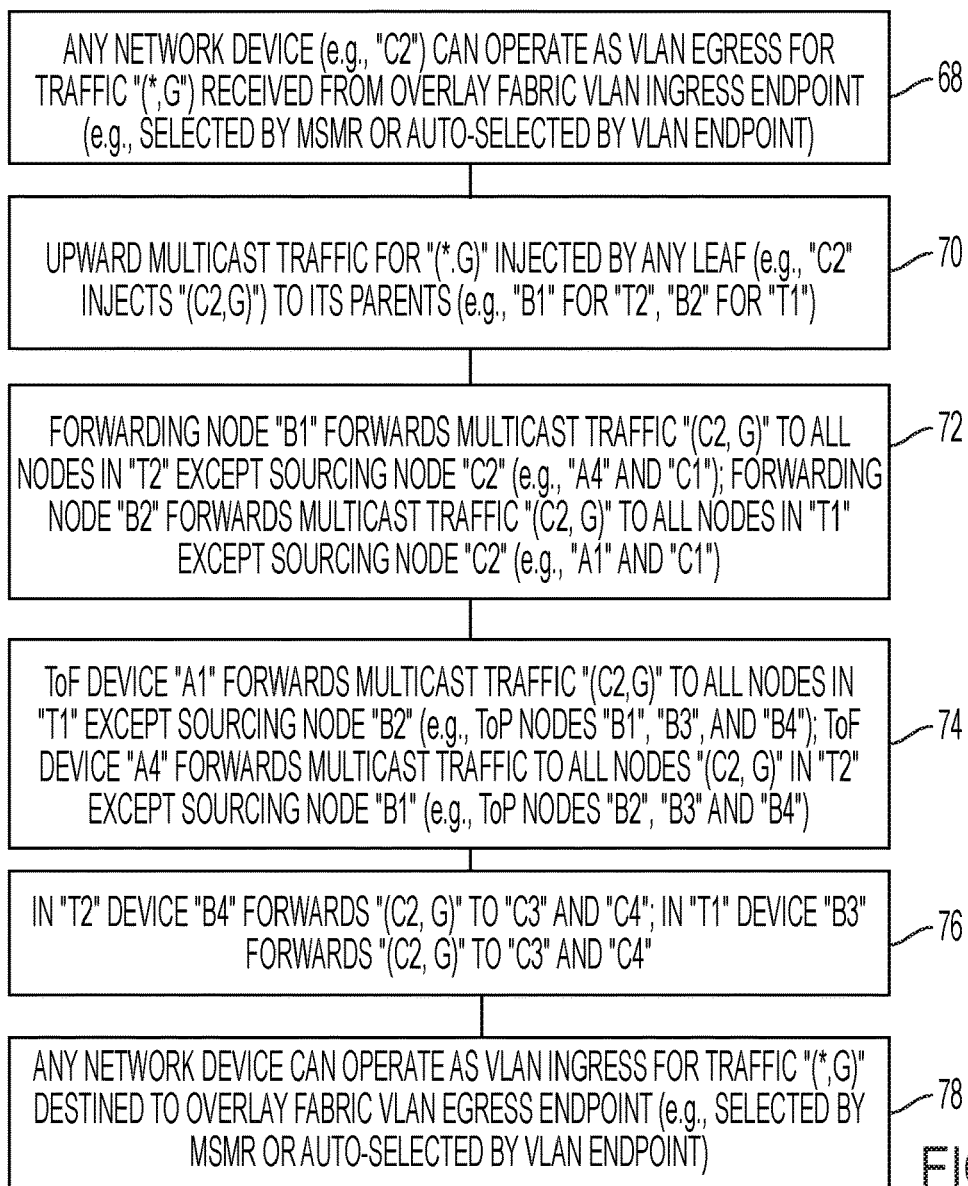 ANY NETWORK DEVICE (e.g., "C2") CAN OPERATE AS VLAN EGRESS FOR
TRAFFIC "(*,G") RECEIVED FROM OVERLAY FABRIC VLAN INGRESS ENDPOINT
(e.g., SELECTED BY MSMR OR AUTO-SELECTED BY VLAN ENDPOINT)
68
UPWARD MULTICAST TRAFFIC FOR "(*.G)" INJECTED BY ANY LEAF (e.g., "C2"
INJECTS "(C2,G)") TO ITS PARENTS (e.g., "B1" FOR "T2", "B2" FOR "T1")
70
FORWARDING NODE "B1" FORWARDS MULTICAST TRAFFIC "(C2, G)" TO ALL
NODES IN "T2" EXCEPT SOURCING NODE "C2" (e.g., "A4" AND "C1"); FORWARDING
NODE "B2" FORWARDS MULTICAST TRAFFIC "(C2, G)" TO ALL NODES IN "T1"
EXCEPT SOURCING NODE "C2" (e.g., "A1" AND "C1")
72
ToF DEVICE "A1" FORWARDS MULTICAST TRAFFIC "(C2,G)" TO ALL NODES IN
"T1" EXCEPT SOURCING NODE "B2" (e.g., ToP NODES "B1", "B3", AND "B4"); ToF
DEVICE "A4" FORWARDS MULTICAST TRAFFIC TO ALL NODES "(C2, G)" IN "T2"
EXCEPT SOURCING NODE "B1" (e.g., ToP NODES "B2", "B3" AND "B4")
74
IN "T2" DEVICE "B4" FORWARDS "(C2, G)" TO "C3" AND "C4"; IN "T1" DEVICE "B3"
FORWARDS "(C2, G)" TO "C3" AND "C4"
76
ANY NETWORK DEVICE CAN OPERATE AS VLAN INGRESS FOR TRAFFIC "(*,G)"
DESTINED TO OVERLAY FABRIC VLAN EGRESS ENDPOINT (e.g., SELECTED BY
MSMR OR AUTO-SELECTED BY VLAN ENDPOINT)
78